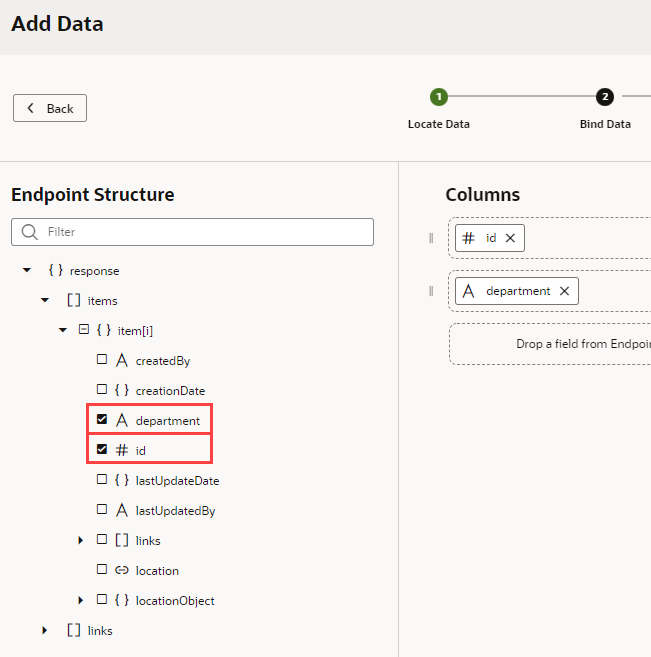 Add Data
Back
1
2
Locate Data
Bind Data
Endpoint Structure
Filter
{ } response
[ ] items
{ } item[i]
A createdBy
{ } creationDate
A department
# id
{ } lastUpdateDate
A lastUpdatedBy
[ ] links
location
{ } locationObject
[ ] links
Columns
# id
A department
Drop a field from Endpoi